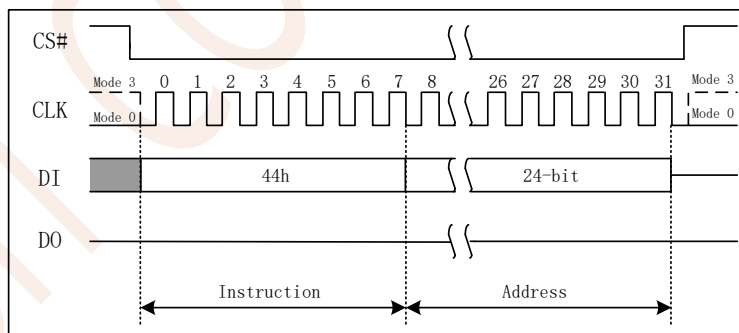 CS#
Mode 3 0 1 2 3 4 5 6 7 8 26 27 28 29 30 31 Mode 3
CLK
Mode 0 Mode 0
DI 44h 24-bit
DO
Instruction Address